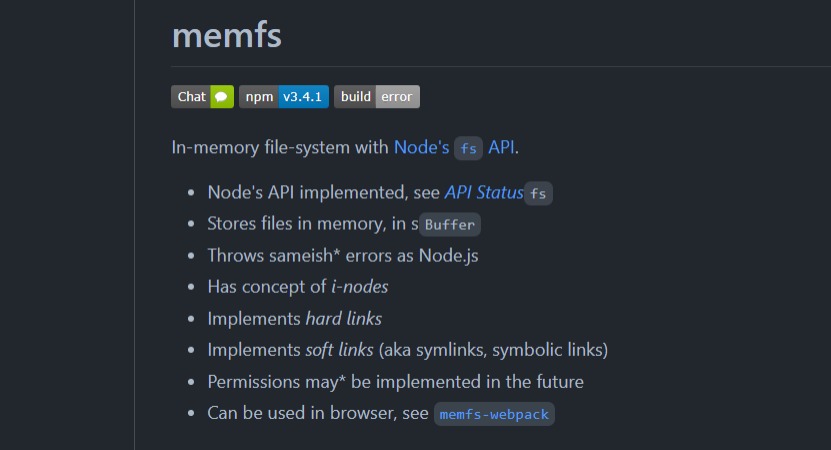 memfs
Chat npm v3.4.1 build error
In-memory file-system with Node's fs API.
Node's API implemented, see API Status fs
Stores files in memory, in s Buffer
Throws sameish* errors as Node.js
Has concept of i-nodes
Implements hard links
Implements soft links (aka symlinks, symbolic links)
Permissions may* be implemented in the future
Can be used in browser, see memfs-webpack